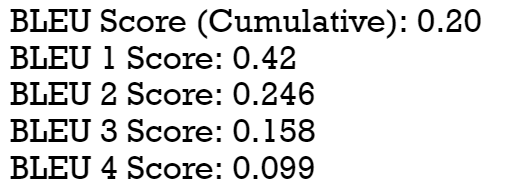 BLEU Score (Cumulative): 0.20
BLEU 1 Score: 0.42
BLEU 2 Score: 0.246
BLEU 3 Score: 0.158
BLEU 4 Score: 0.099